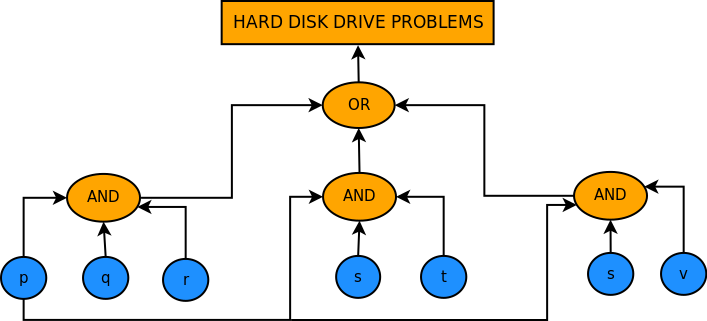 HARD DISK DRIVE PROBLEMS
OR
AND
AND
AND
p
q
r
s
t
s
v